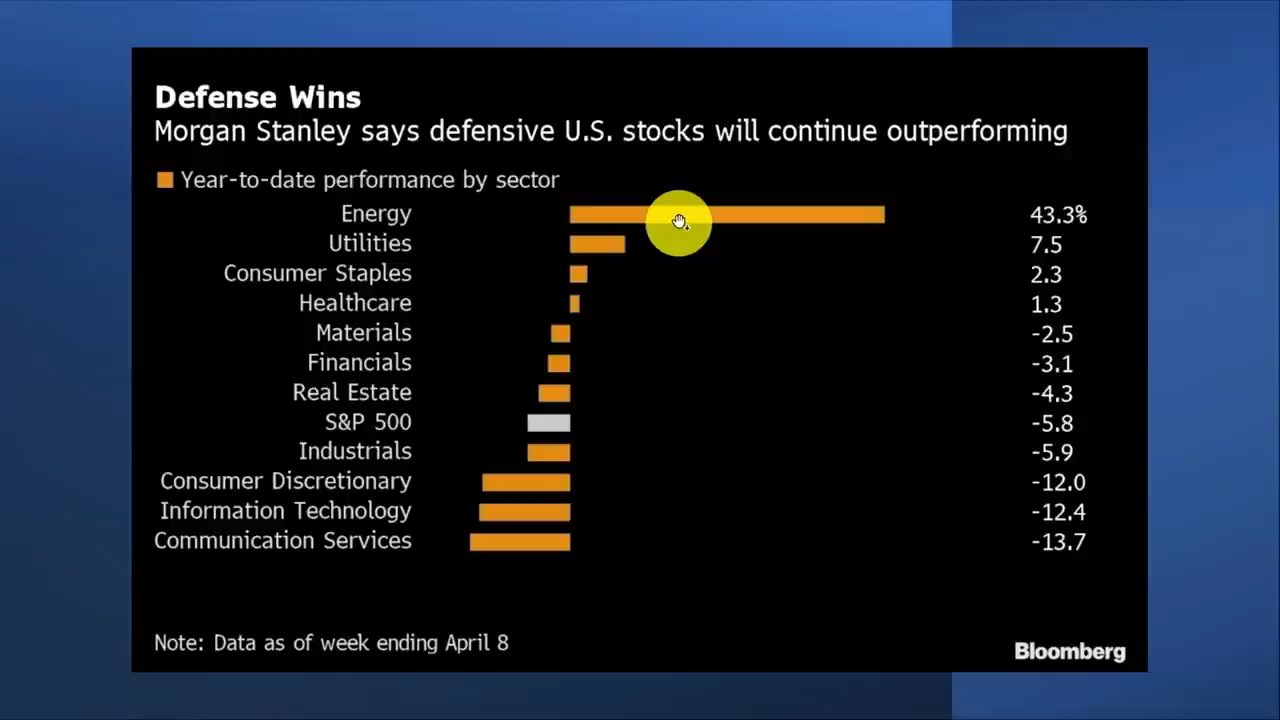 Defense Wins
Morgan Stanley says defensive U.S. stocks will continue outperforming
Year-to-date performance by sector
Energy 43.3%
Utilities 7.5
Consumer Staples 2.3
Healthcare 1.3
Materials -2.5
Financials -3.1
Real Estate -4.3
S&P 500 -5.8
Industrials -5.9
Consumer Discretionary -12.0
Information Technology -12.4
Communication Services -13.7
Note: Data as of week ending April 8
Bloomberg